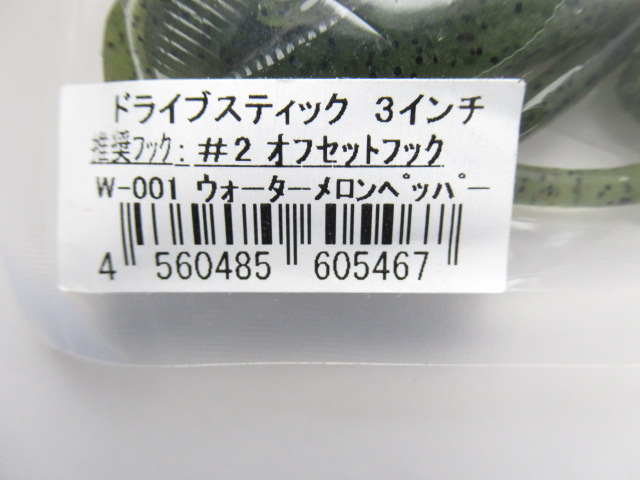 ドライブスティック 3インチ
推奨フック: #2 オフセットフック
W-001 ウォーターメロンペッパー
4 560485 605467